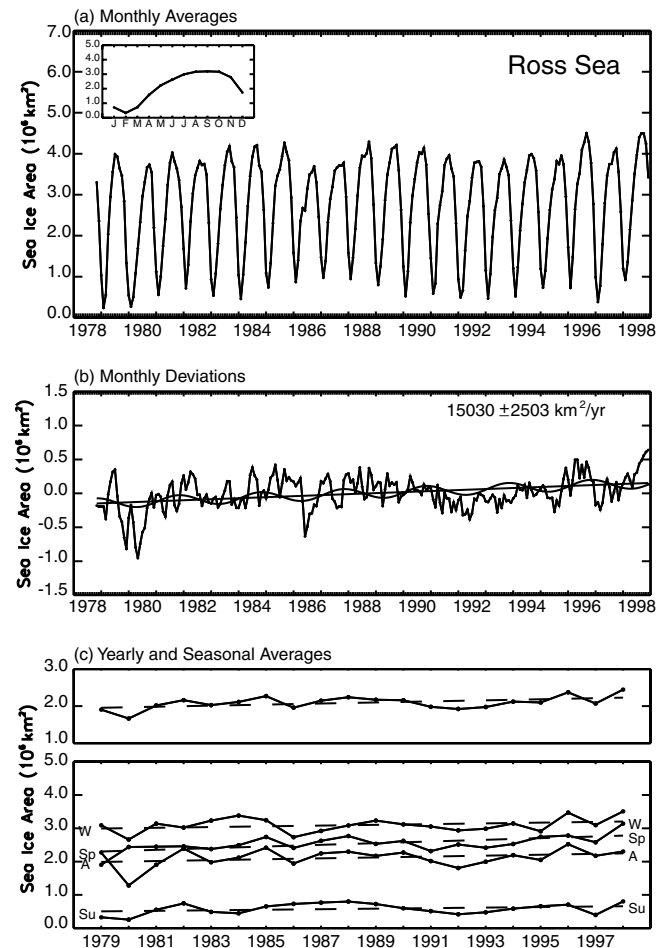 (a) Monthly Averages
7.0
6.0
5.0
4.0
3.0
2.0
1.0
0.0
Sea Ice Area (10⁶ km²)
5.0
4.0
3.0
2.0
1.0
0.0
J F M A M J J A S O N D
Ross Sea
1978 1980 1982 1984 1986 1988 1990 1992 1994 1996 1998
(b) Monthly Deviations
1.5
1.0
0.5
0.0
-0.5
-1.0
-1.5
Sea Ice Area (10⁶ km²)
15030 ±2503 km²/yr
1978 1980 1982 1984 1986 1988 1990 1992 1994 1996 1998
(c) Yearly and Seasonal Averages
3.0
2.0
1.0
5.0
4.0
3.0
2.0
1.0
0.0
Sea Ice Area (10⁶ km²)
W
Sp
A
Su
W
Sp
A
Su
1979 1981 1983 1985 1987 1989 1991 1993 1995 1997